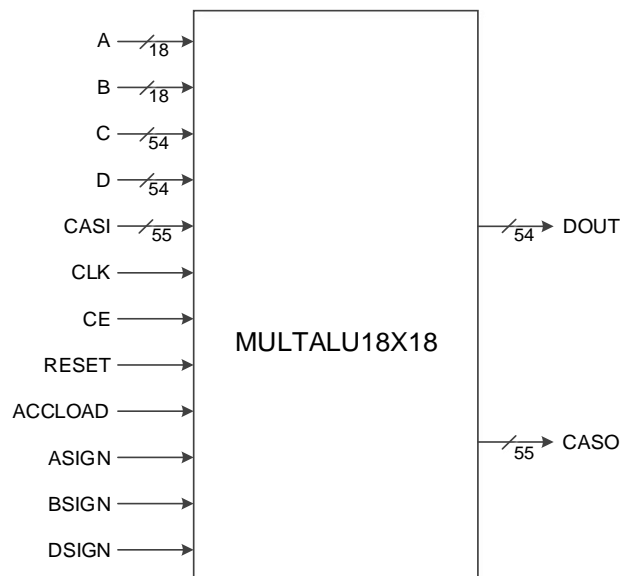 A
18
B
18
C
54
D
54
CASI
55
54
DOUT
CLK
CE
MULTALU18X18
RESET
ACCLOAD
55
CASO
ASIGN
BSIGN
DSIGN